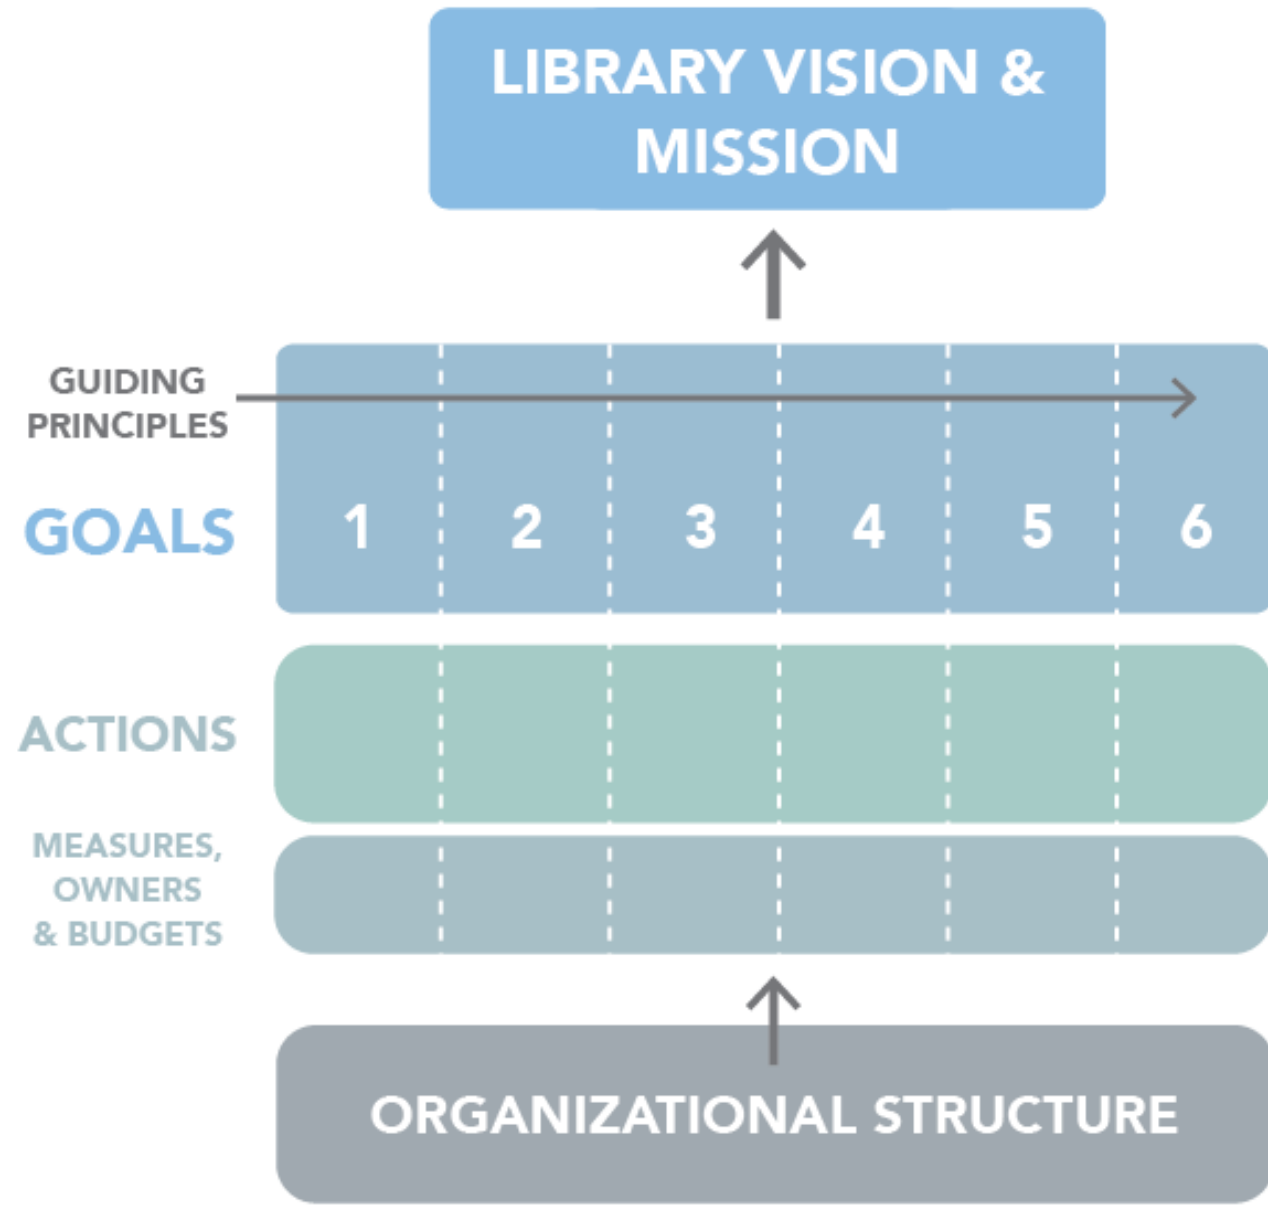 LIBRARY VISION &
MISSION
GUIDING
PRINCIPLES
GOALS 1 2 3 4 5 6
ACTIONS
MEASURES,
OWNERS
& BUDGETS
ORGANIZATIONAL STRUCTURE